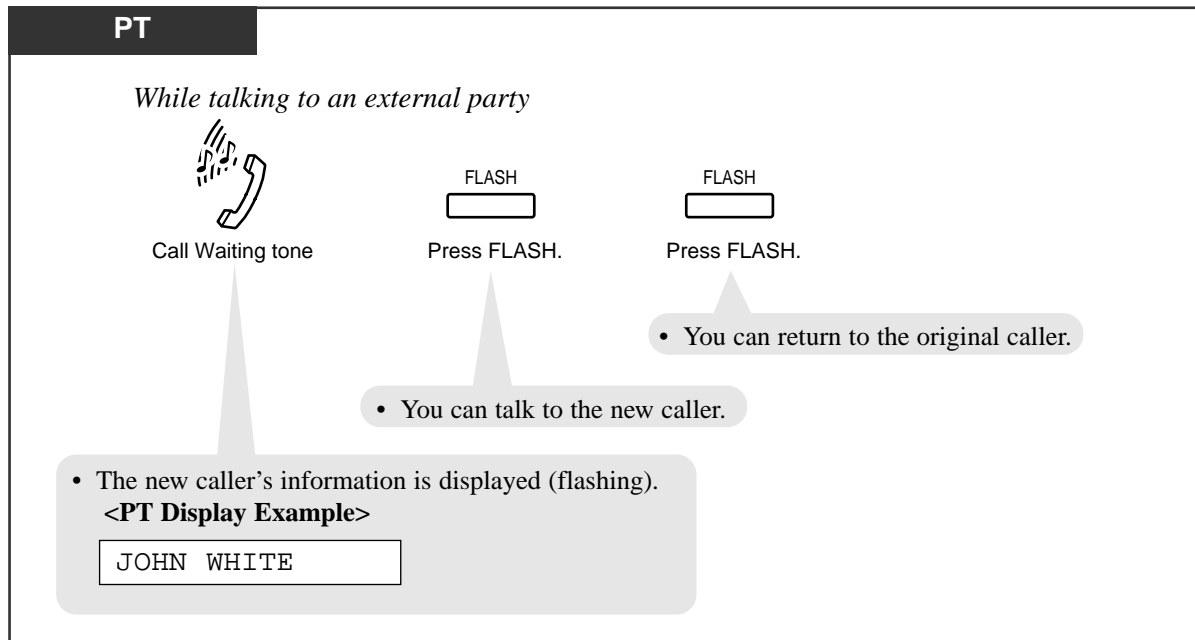 PT
While talking to an external party
FLASH
FLASH
Call Waiting tone
Press FLASH.
Press FLASH.
• You can return to the original caller.
• You can talk to the new caller.
• The new caller’s information is displayed (flashing).
<PT Display Example>
JOHN WHITE